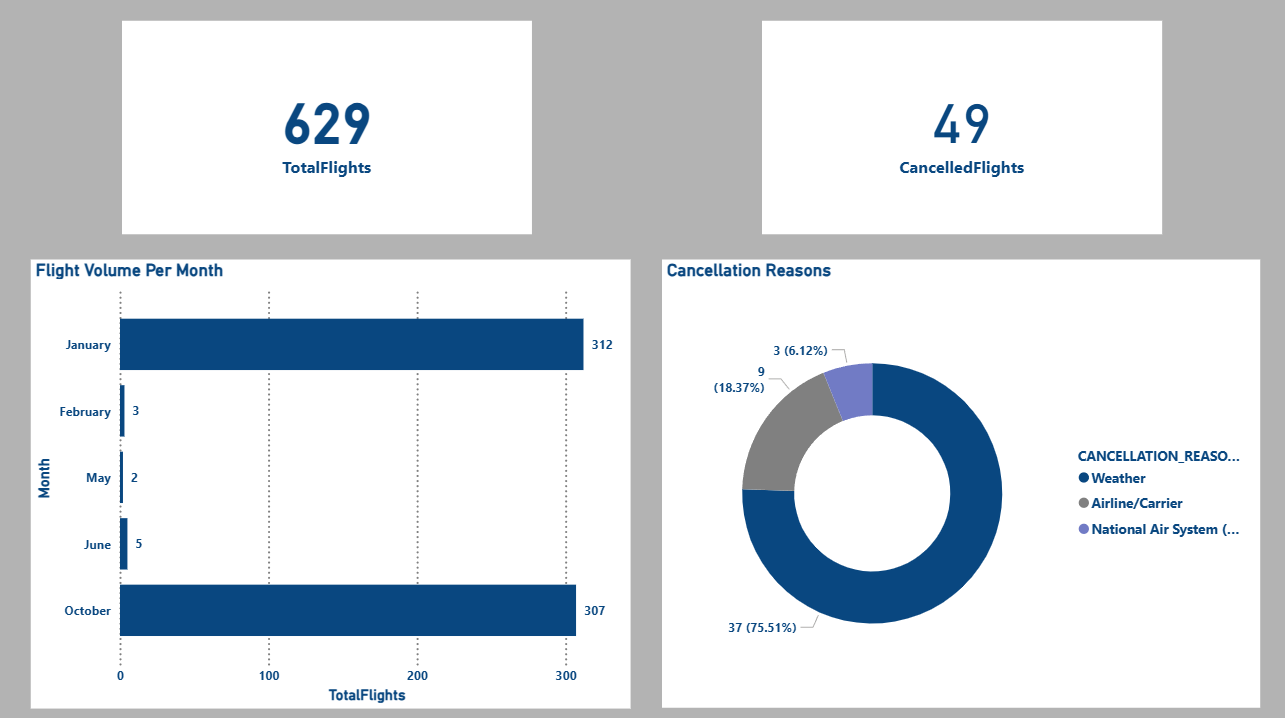 629
TotalFlights
49
CancelledFlights
Flight Volume Per Month
January
312
February
3
May
2
June
5
October
307
Month
0 100 200 300
TotalFlights
Cancellation Reasons
3 (6.12%)
9
(18.37%)
37 (75.51%)
CANCELLATION_REASO...
Weather
Airline/Carrier
National Air System (...